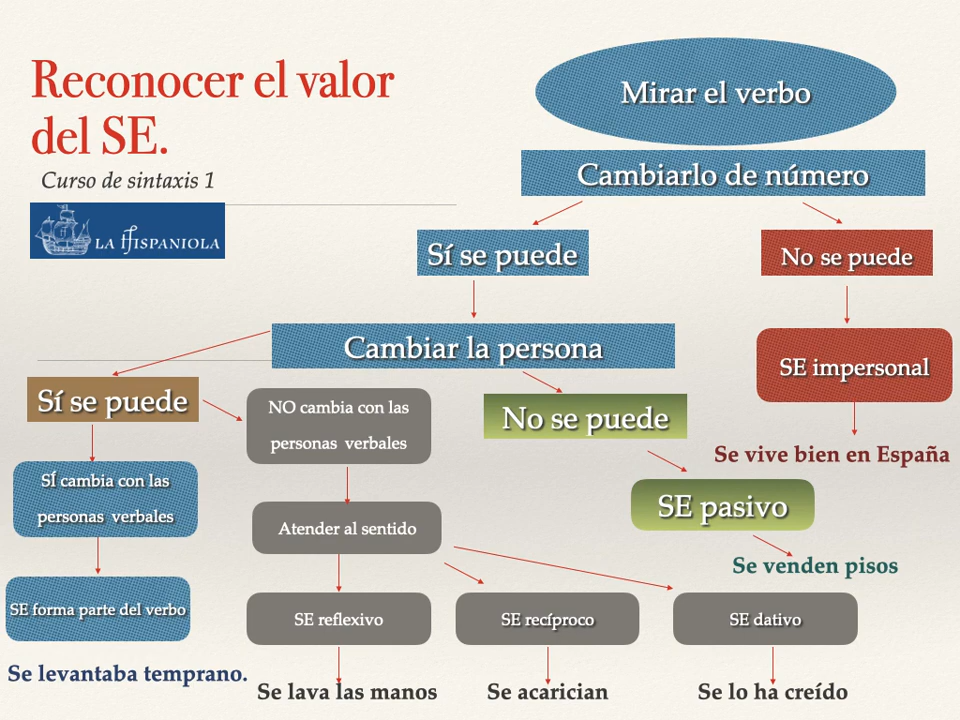 Reconocer el valor
del SE.
Curso de sintaxis 1
LA HISPANIOLA
Mirar el verbo
Cambiarlo de número
Sí se puede
No se puede
Cambiar la persona
SE impersonal
Sí se puede
NO cambia con las
personas verbales
No se puede
Se vive bien en España
SÍ cambia con las
personas verbales
Atender al sentido
SE pasivo
Se venden pisos
SE forma parte del verbo
SE reflexivo
SE recíproco
SE dativo
Se levantaba temprano.
Se lava las manos
Se acarician
Se lo ha creído